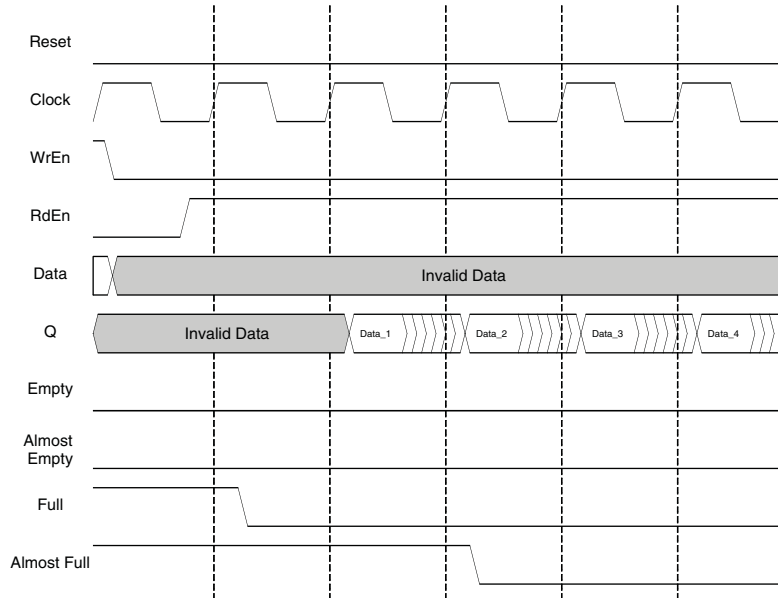 Reset
Clock
WrEn
RdEn
Data
Invalid Data
Q
Invalid Data
Data_1
Data_2
Data_3
Data_4
Empty
Almost
Empty
Full
Almost Full